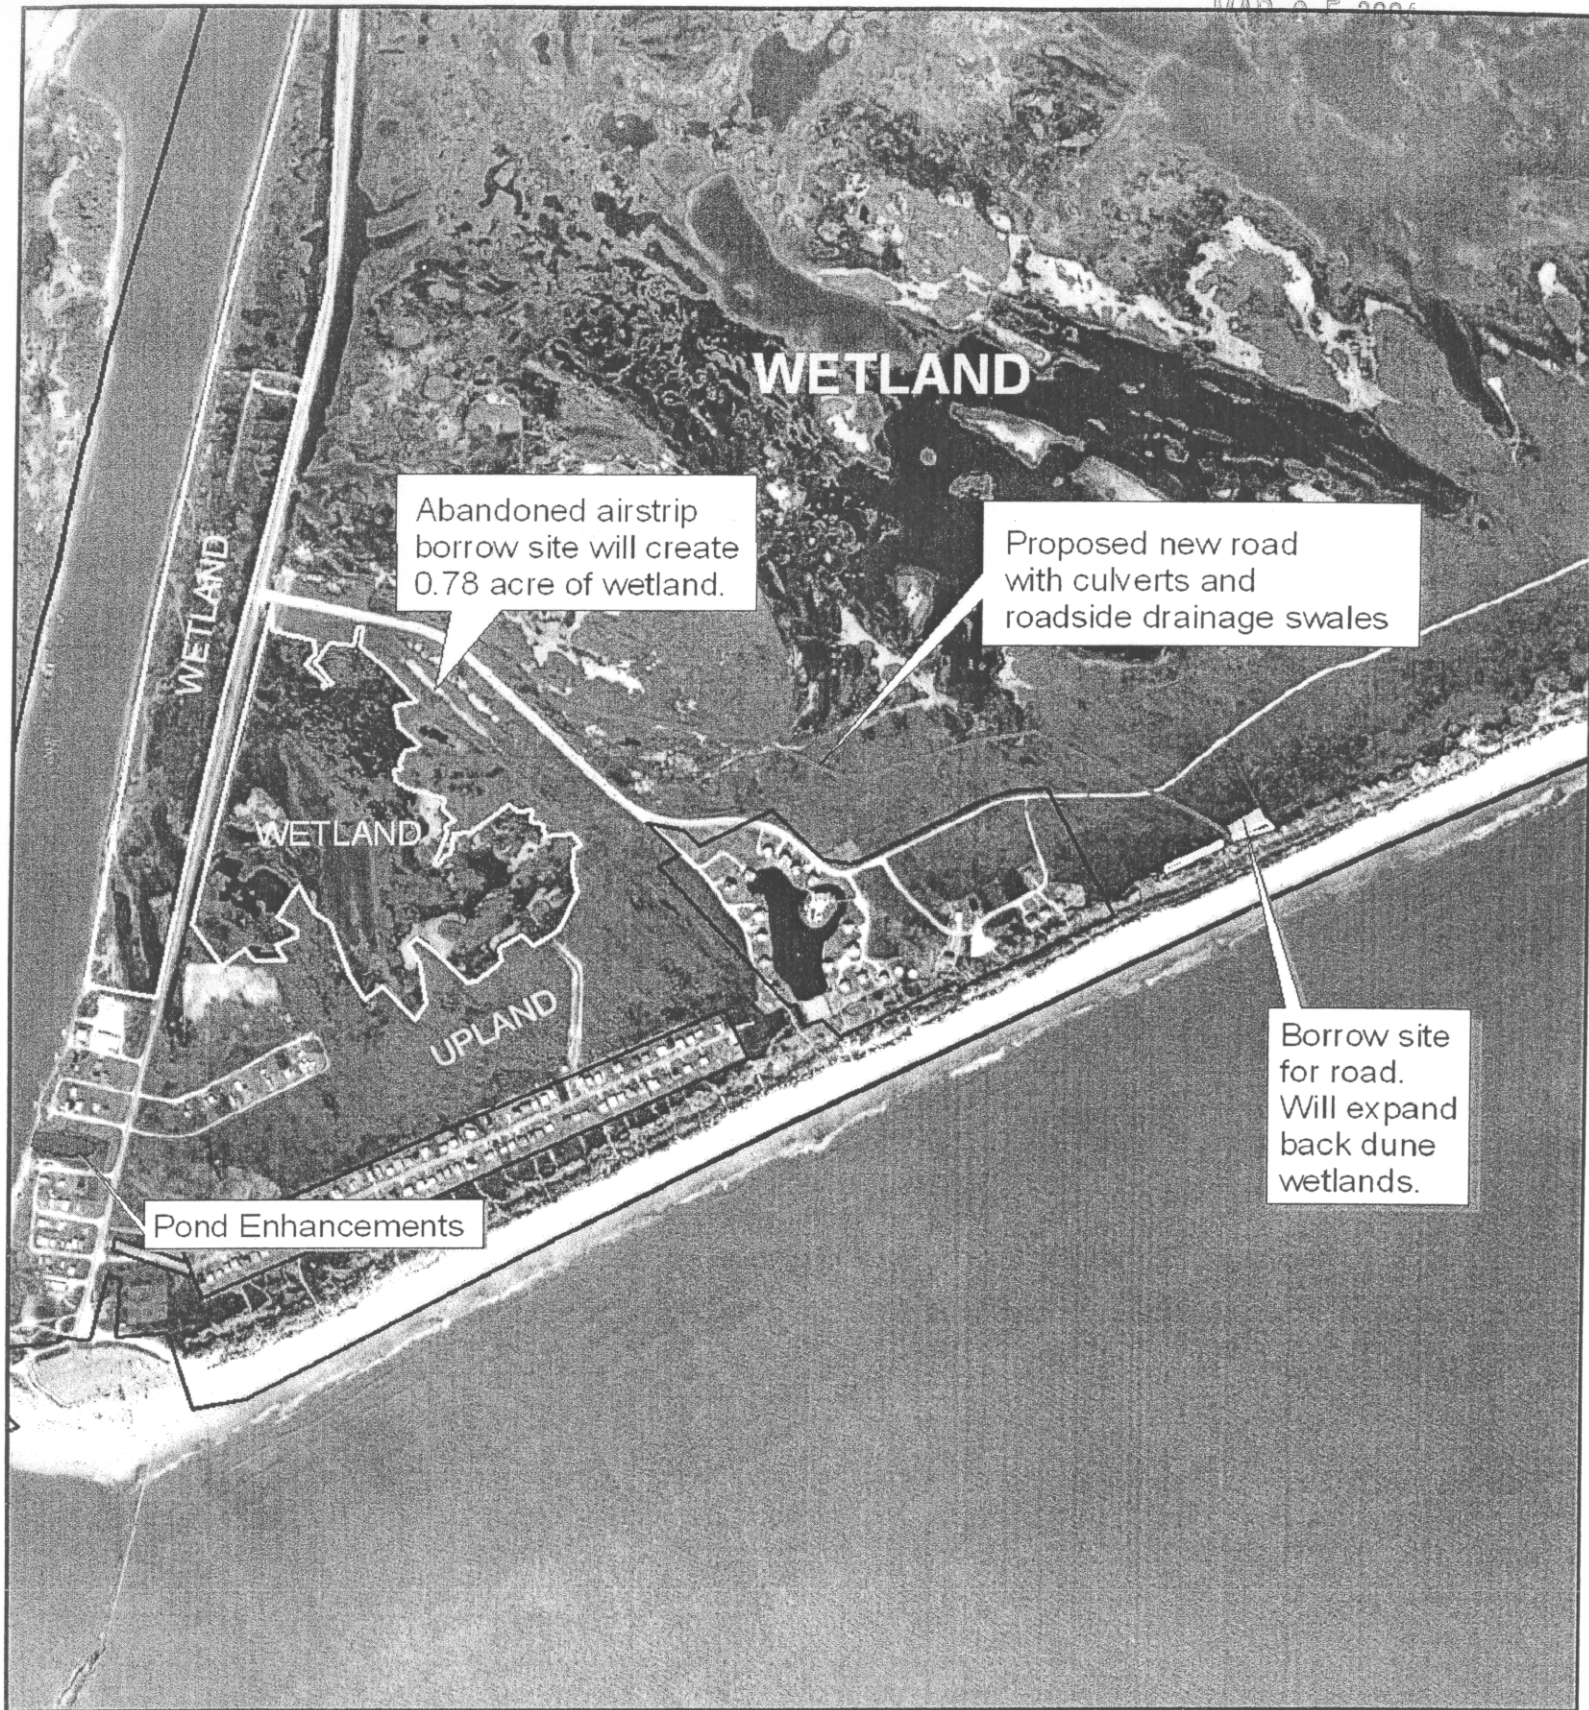 WETLAND
Abandoned airstrip
borrow site will create
0.78 acre of wetland.
Proposed new road
with culverts and
roadside drainage swales
WETLAND
WETLAND
UPLAND
Borrow site
for road.
Will expand
back dune
wetlands.
Pond Enhancements